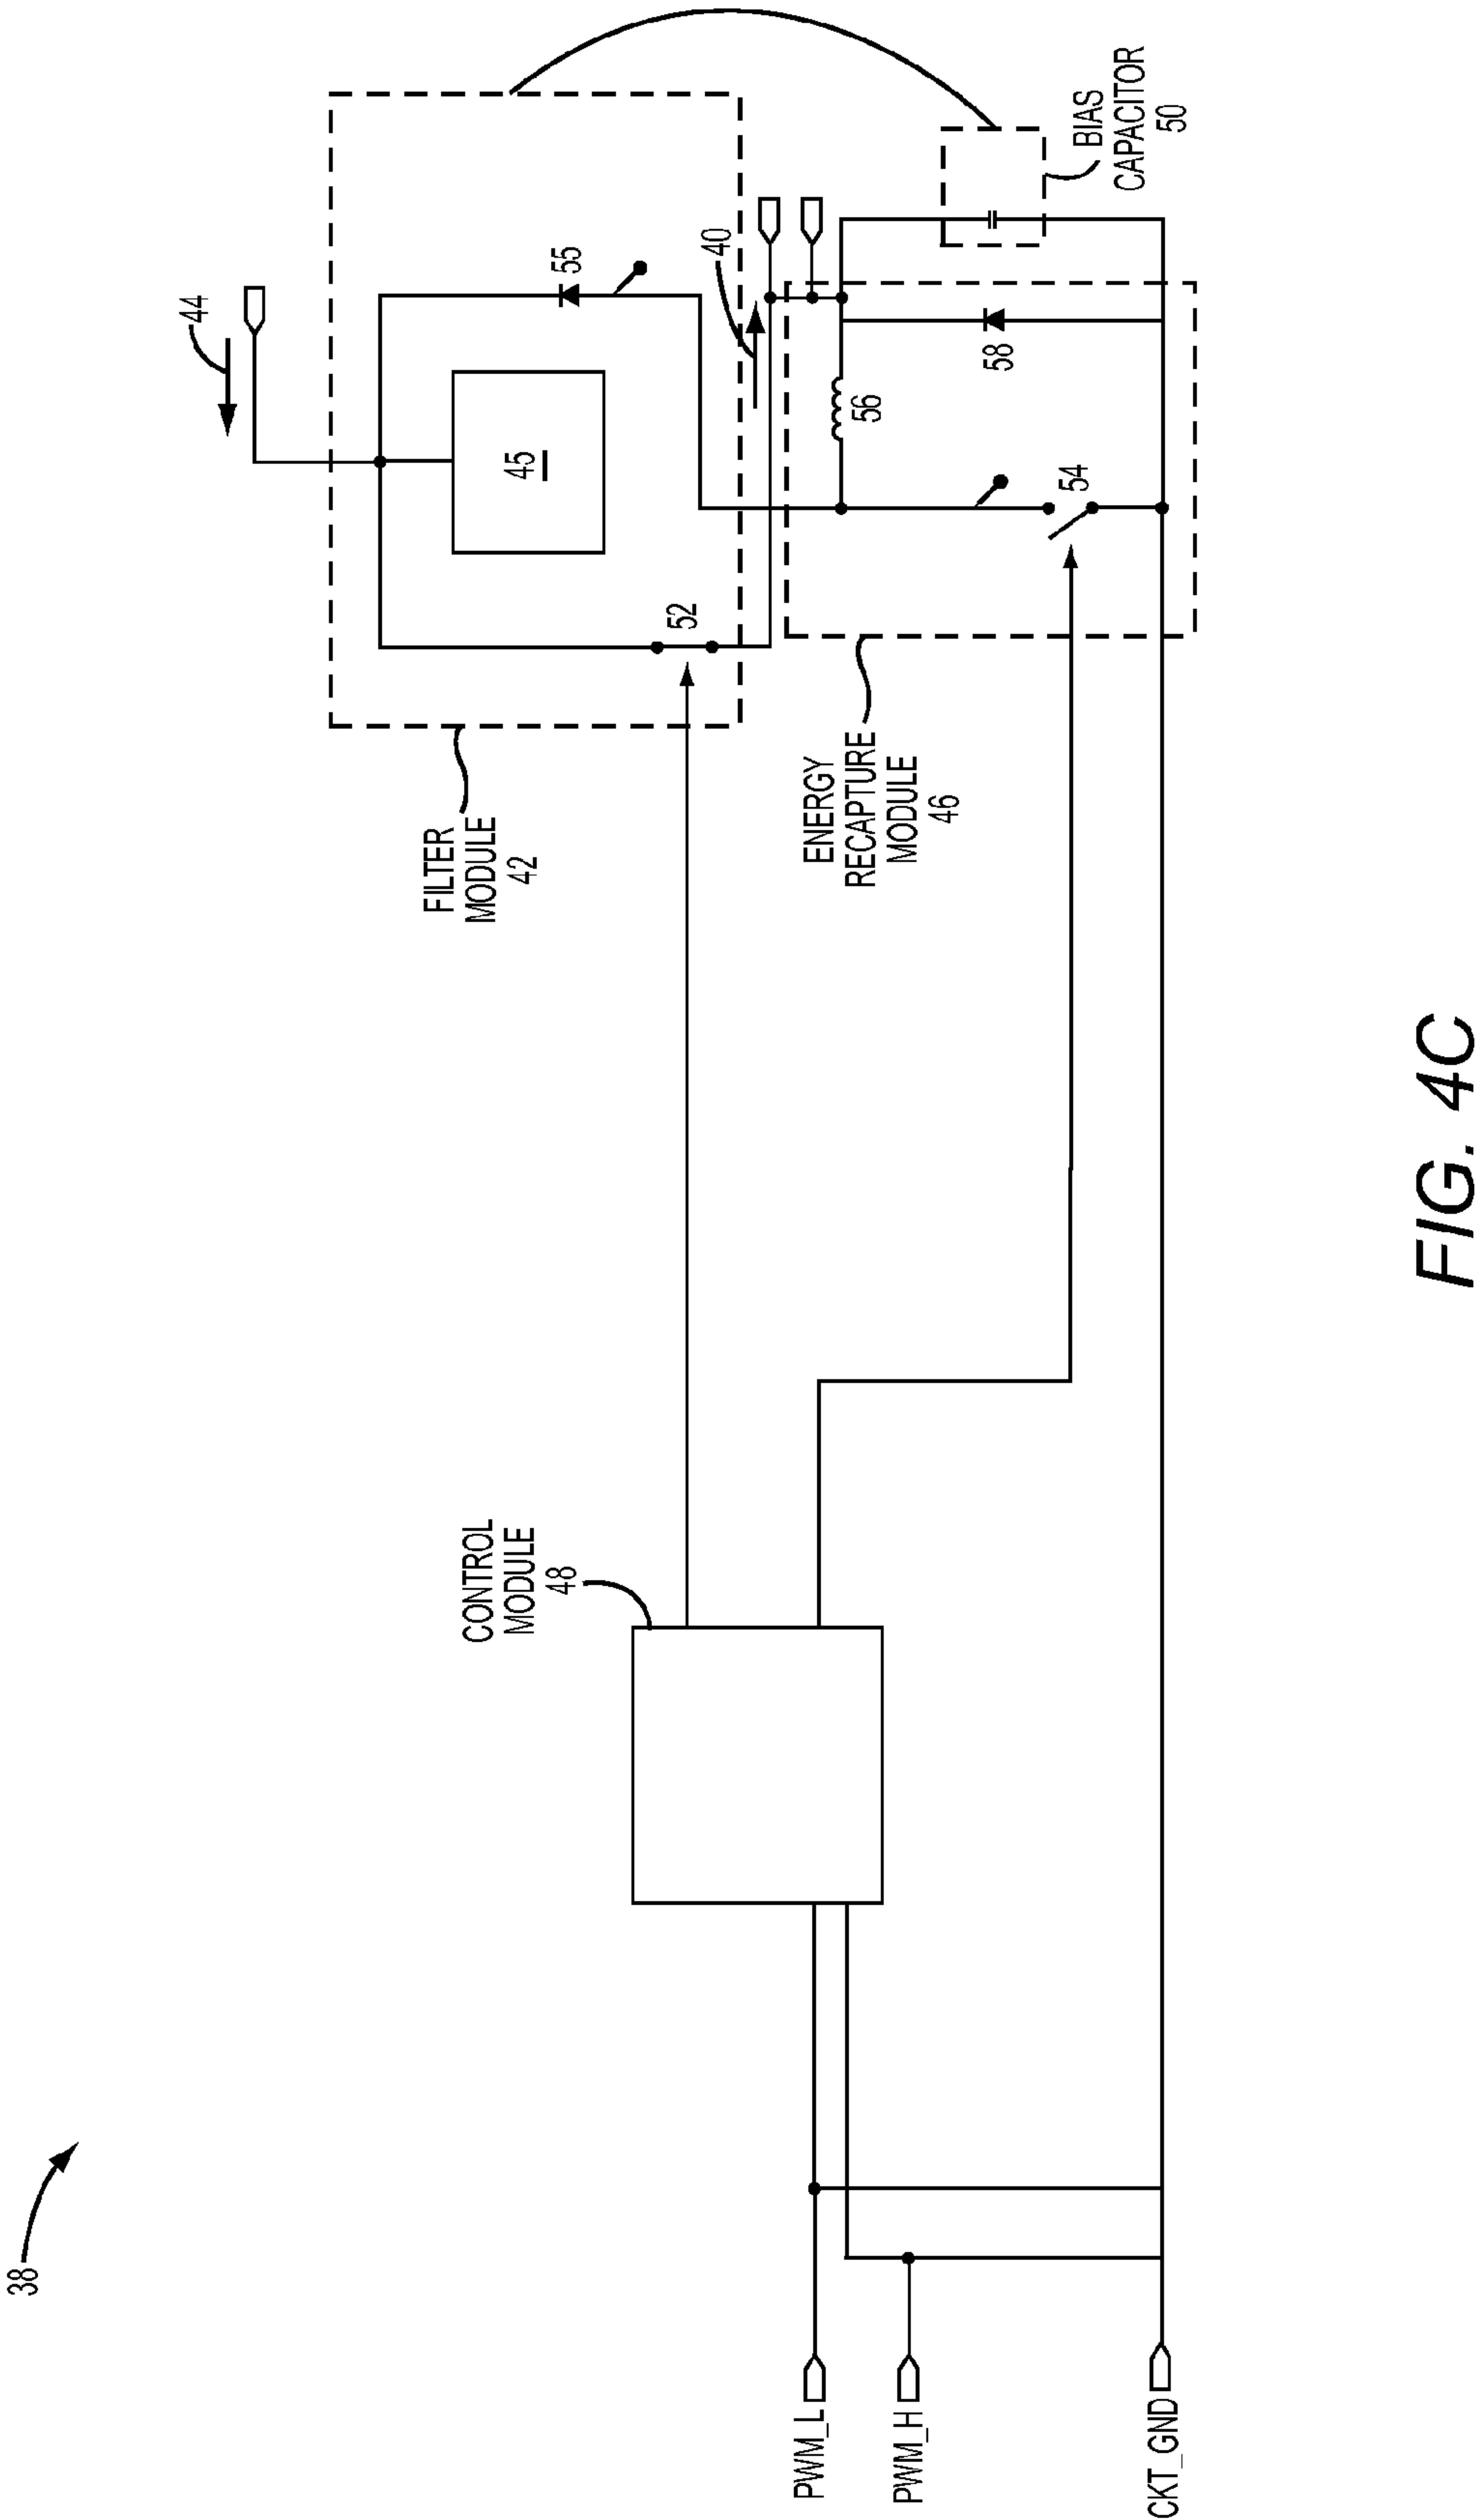 38
PWM_L
PWM_H
CKT_GND
CONTROL
MODULE
48
FILTER
MODULE
42
ENERGY
RECAPTURE
MODULE
46
44
45
55
52
40
56
58
54
BIAS
CAPACITOR
50
FIG. 4C